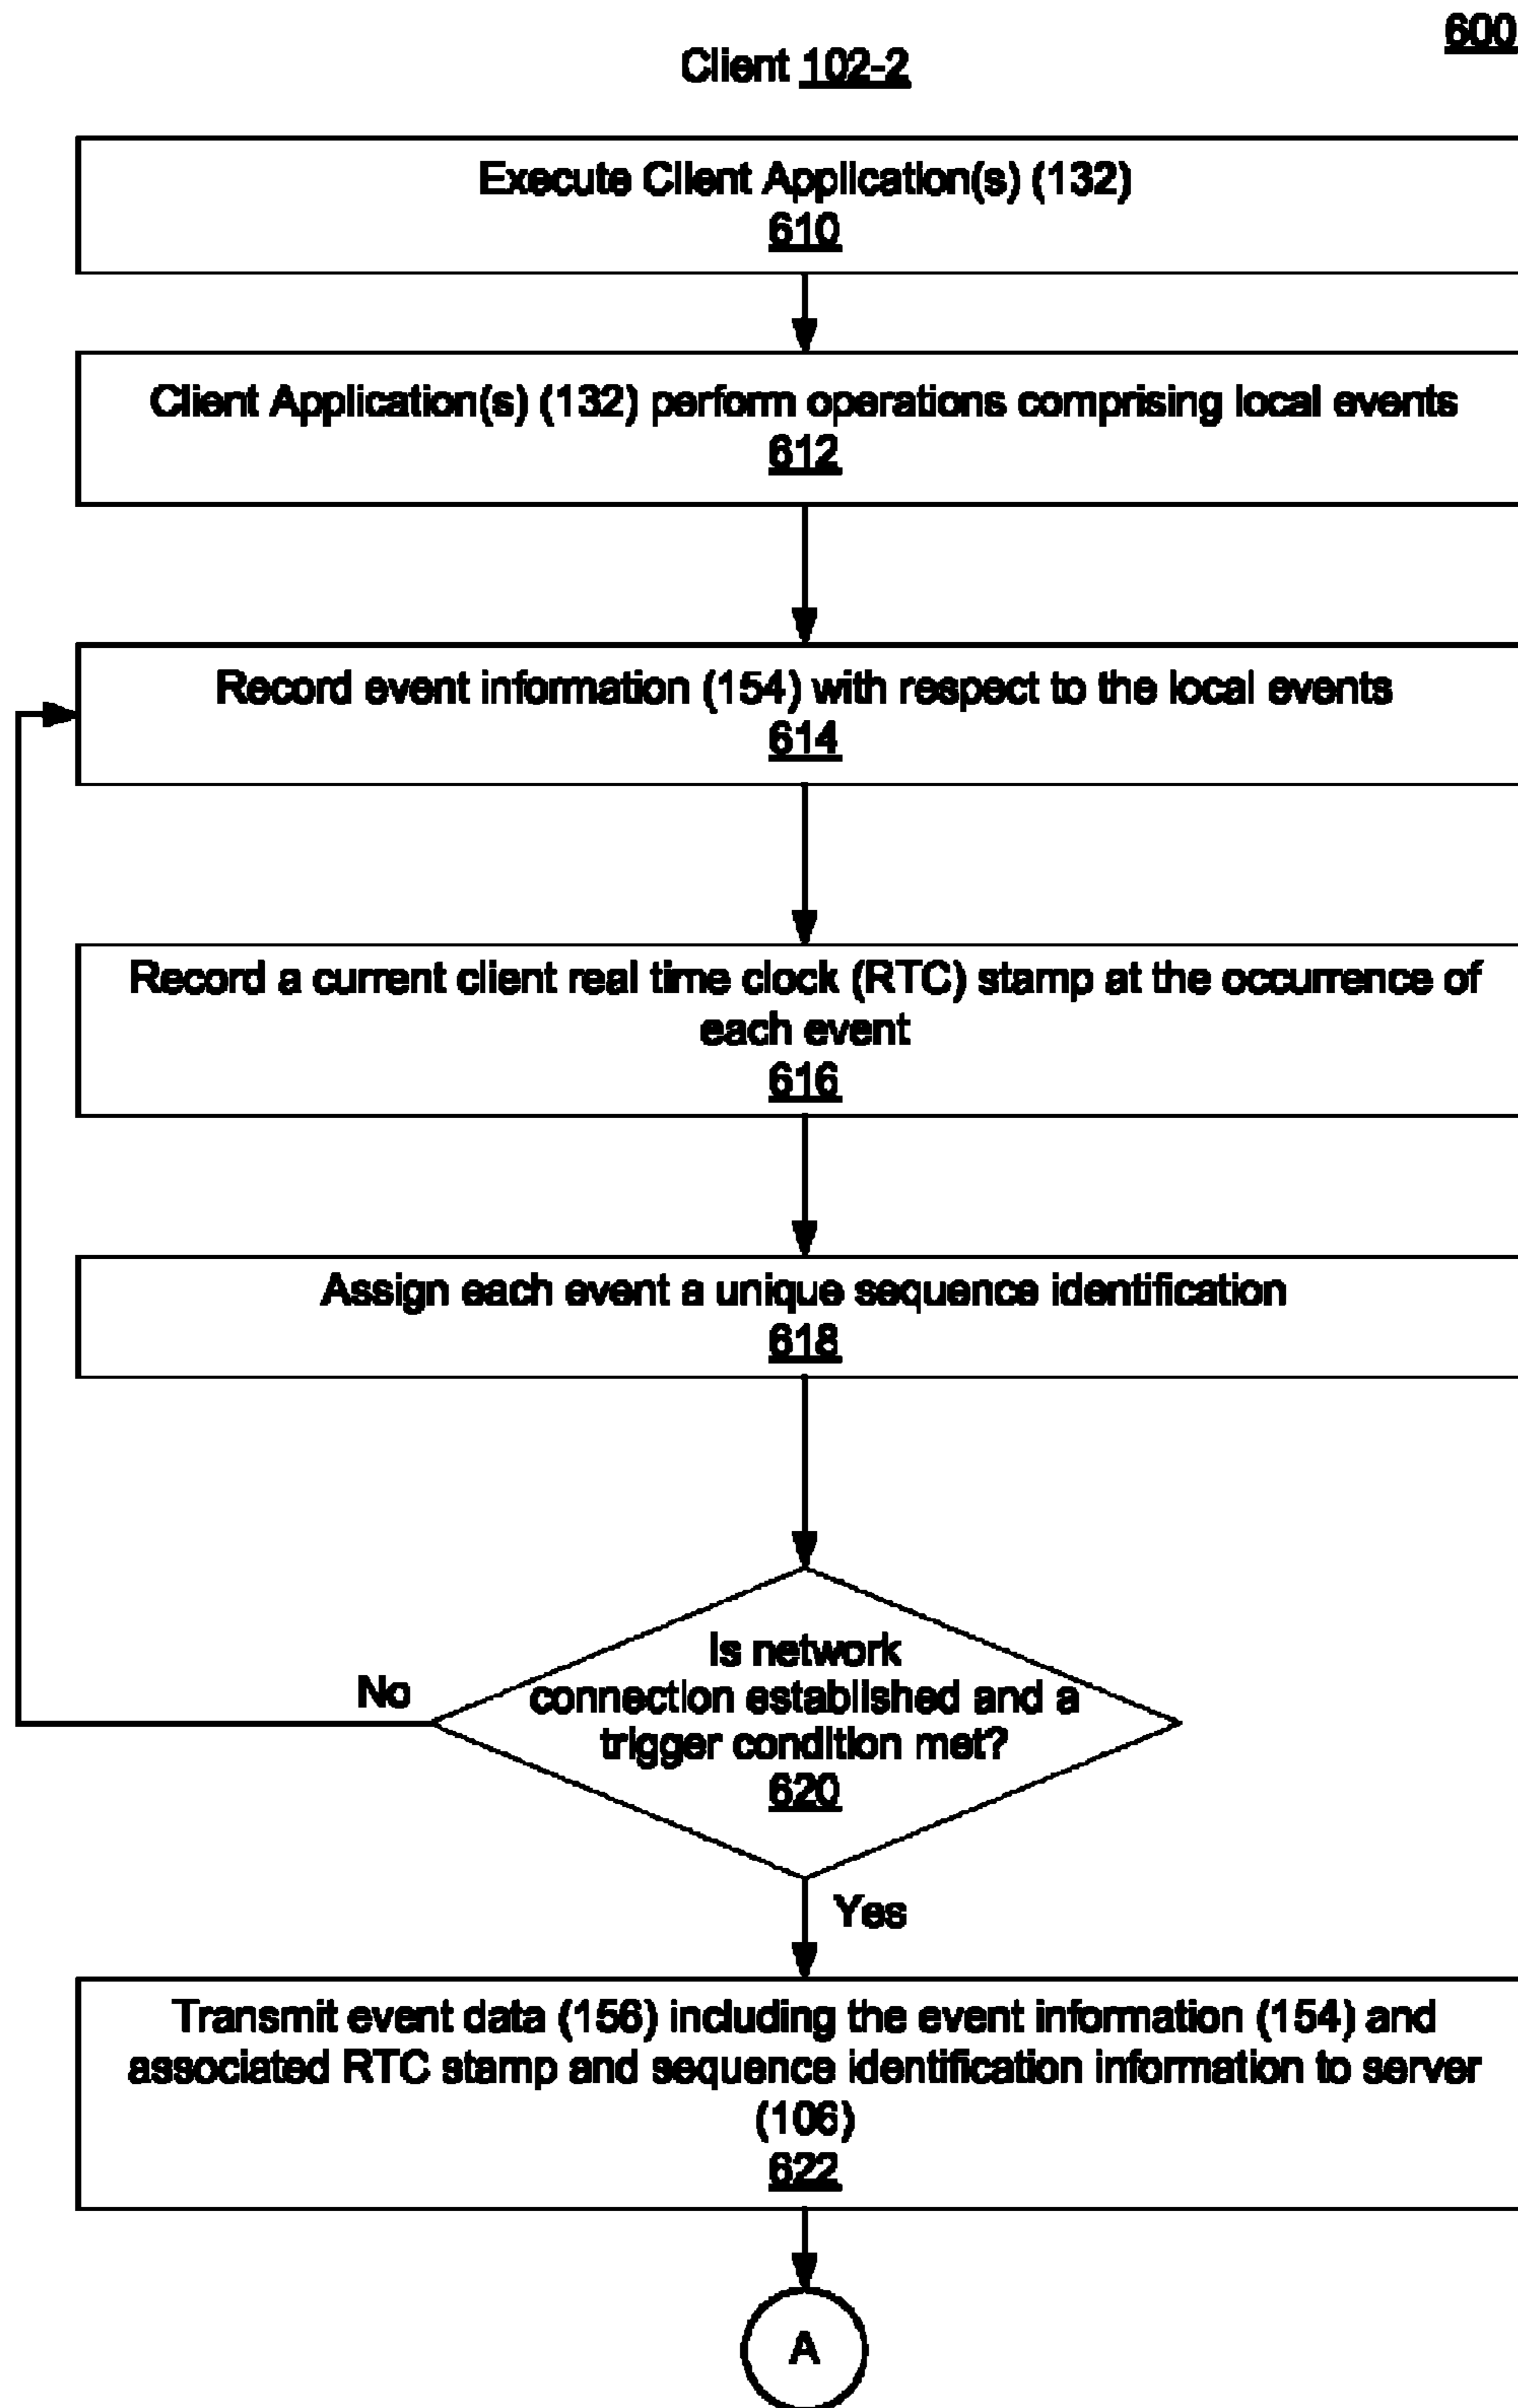 600
Client 102-2
Execute Client Application(s) (132)
610
Client Application(s) (132) perform operations comprising local events
612
Record event information (154) with respect to the local events
614
Record a current client real time clock (RTC) stamp at the occurrence of
each event
616
Assign each event a unique sequence identification
618
Is network
connection established and a
trigger condition met?
620
No
Yes
Transmit event data (156) including the event information (154) and
associated RTC stamp and sequence identification information to server
(106)
622
A